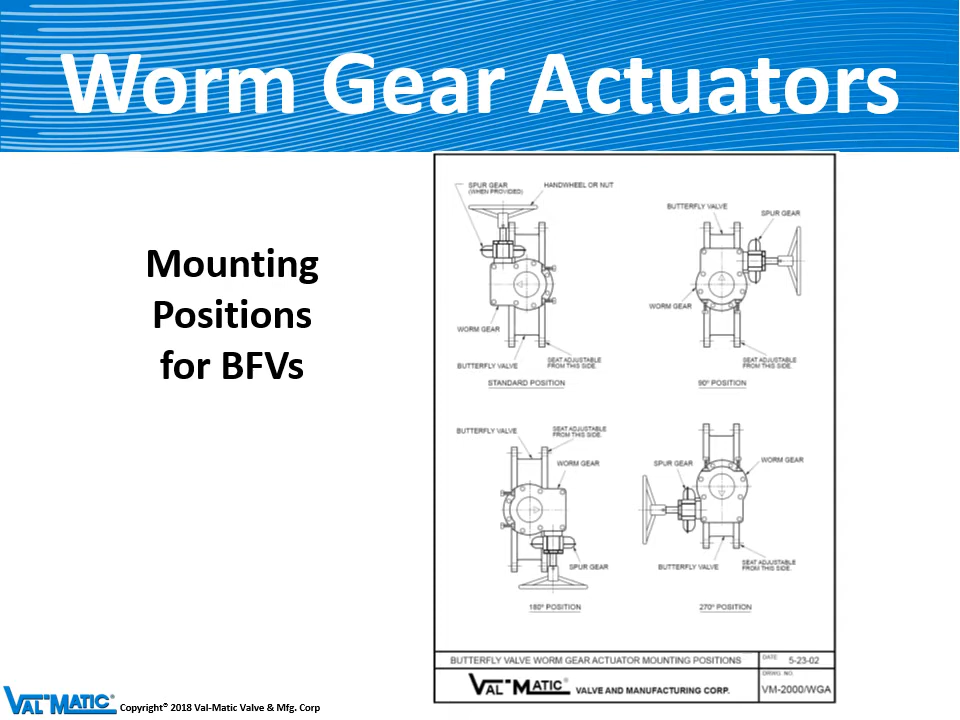 Worm Gear Actuators
Mounting
Positions
for BFVs
SPUR GEAR
(WHEN PROVIDED)
HANDWHEEL OR NUT
WORM GEAR
BUTTERFLY VALVE
SEAT ADJUSTABLE
FROM THIS SIDE.
STANDARD POSITION
BUTTERFLY VALVE
SPUR GEAR
WORM GEAR
SEAT ADJUSTABLE
FROM THIS SIDE.
90° POSITION
BUTTERFLY VALVE
SEAT ADJUSTABLE
FROM THIS SIDE.
WORM GEAR
SPUR GEAR
180° POSITION
SPUR GEAR
WORM GEAR
BUTTERFLY VALVE
SEAT ADJUSTABLE
FROM THIS SIDE.
270° POSITION
BUTTERFLY VALVE WORM GEAR ACTUATOR MOUNTING POSITIONS
DATE
5-23-02
VAL-MATIC® VALVE AND MANUFACTURING CORP.
DRWG. NO.
VM-2000/WGA
VAL-MATIC® Copyright© 2018 Val-Matic Valve & Mfg. Corp